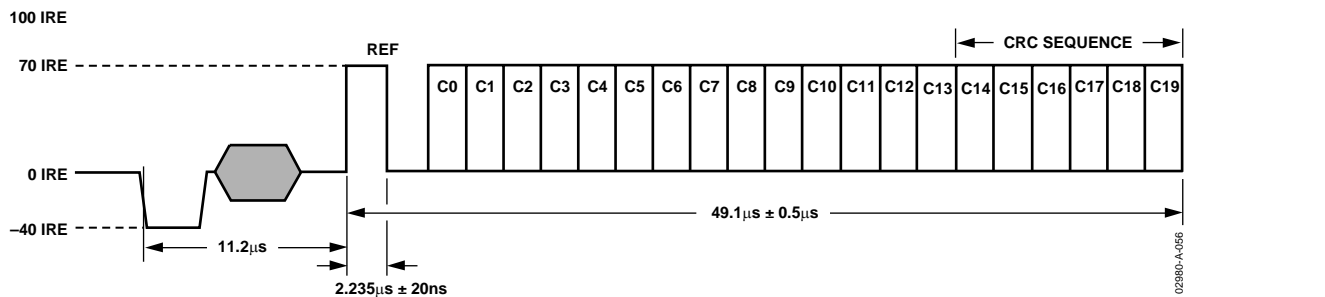 100 IRE
CRC SEQUENCE
REF
70 IRE
C0 C1 C2 C3 C4 C5 C6 C7 C8 C9 C10 C11 C12 C13 C14 C15 C16 C17 C18 C19
0 IRE
49.1μs ± 0.5μs
–40 IRE
11.2μs
2.235μs ± 20ns
02980-A-056